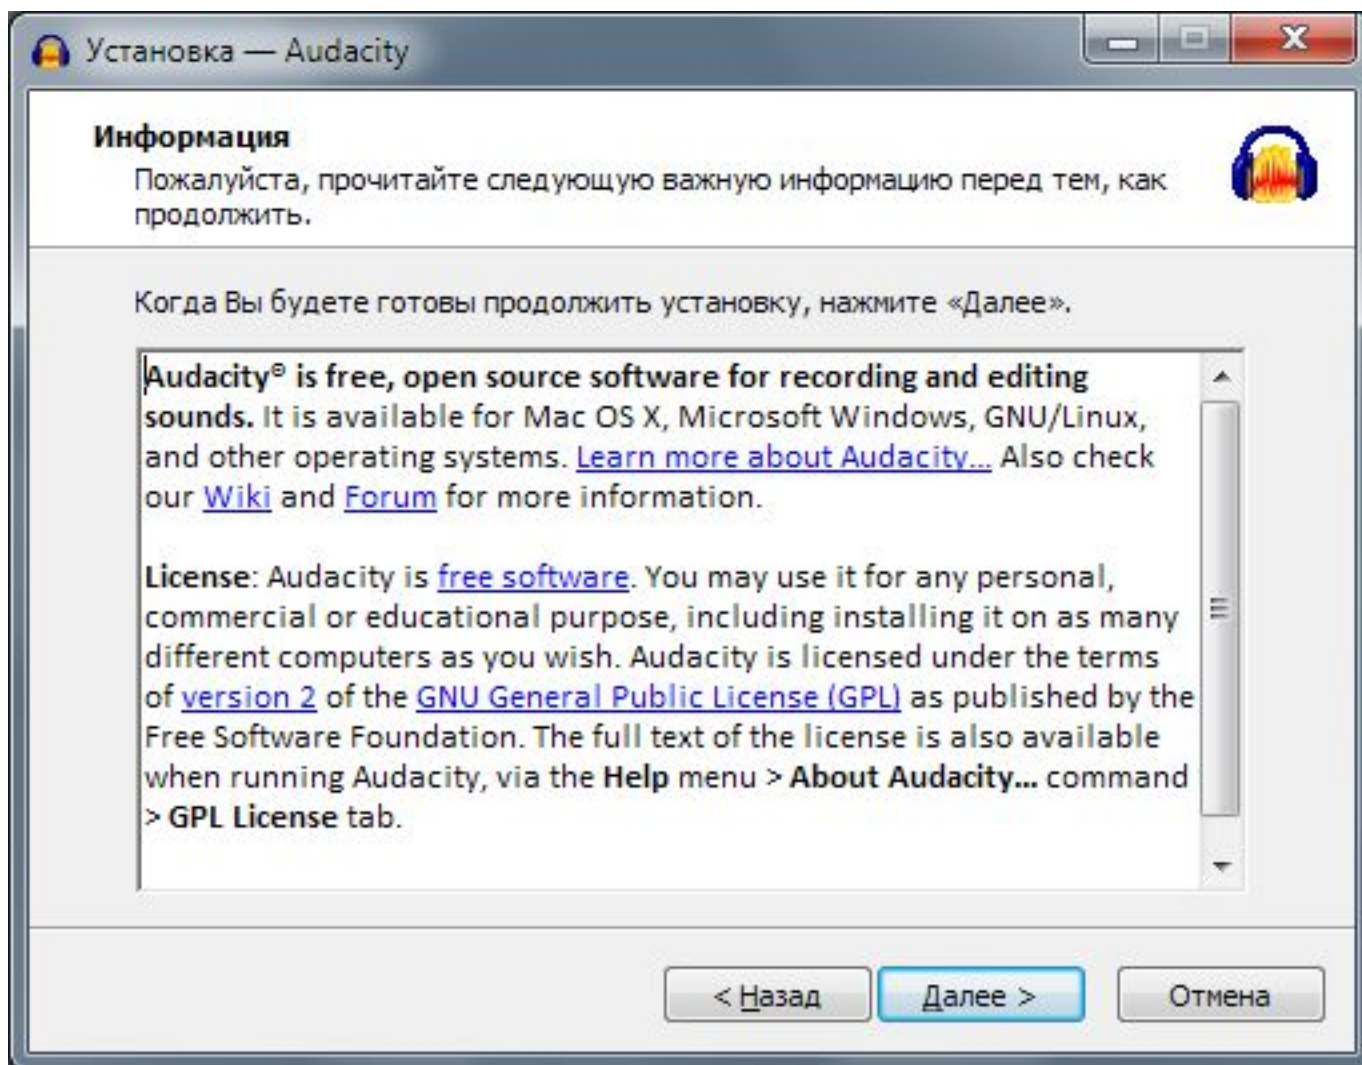 Установка — Audacity
Информация
Пожалуйста, прочитайте следующую важную информацию перед тем, как
продолжить.
Когда Вы будете готовы продолжить установку, нажмите «Далее».
Audacity® is free, open source software for recording and editing
sounds. It is available for Mac OS X, Microsoft Windows, GNU/Linux,
and other operating systems. Learn more about Audacity... Also check
our Wiki and Forum for more information.
License: Audacity is free software. You may use it for any personal,
commercial or educational purpose, including installing it on as many
different computers as you wish. Audacity is licensed under the terms
of version 2 of the GNU General Public License (GPL) as published by the
Free Software Foundation. The full text of the license is also available
when running Audacity, via the Help menu > About Audacity... command
> GPL License tab.
< Назад
Далее >
Отмена